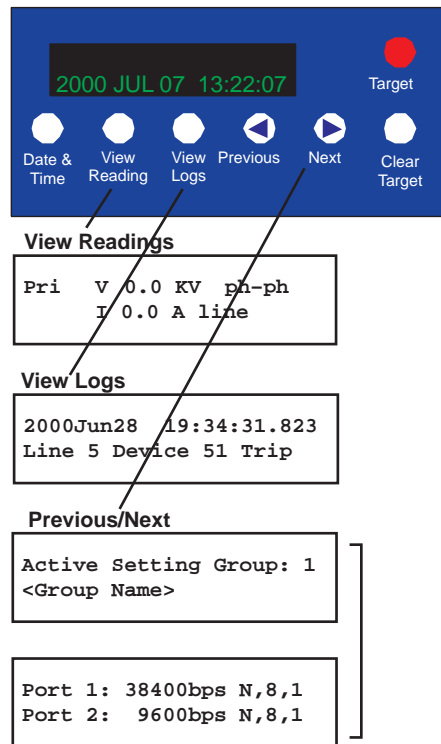 2000 JUL 07 13:22:07
Target
Date & Time
View Reading
View Logs
Previous
Next
Clear Target
View Readings
Pri V 0.0 KV ph-ph
I 0.0 A line
View Logs
2000Jun28 19:34:31.823
Line 5 Device 51 Trip
Previous/Next
Active Setting Group: 1
<Group Name>
Port 1: 38400bps N,8,1
Port 2: 9600bps N,8,1